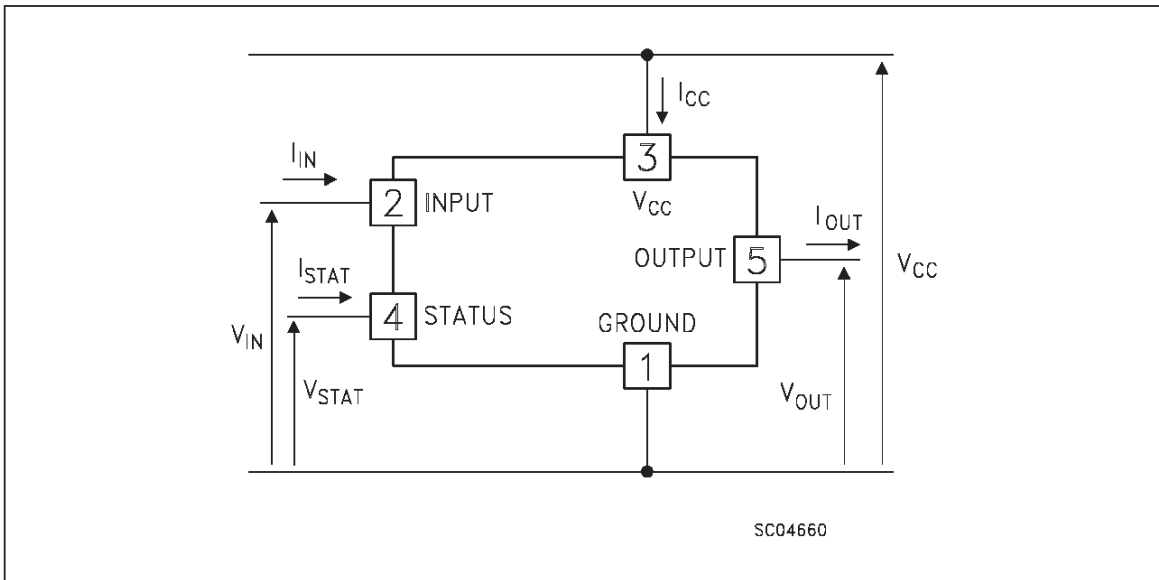 I_CC
3
V_CC
I_IN
2 INPUT
I_OUT
OUTPUT 5
V_CC
I_STAT
4 STATUS
GROUND
1
V_IN
V_STAT
V_OUT
SC04660